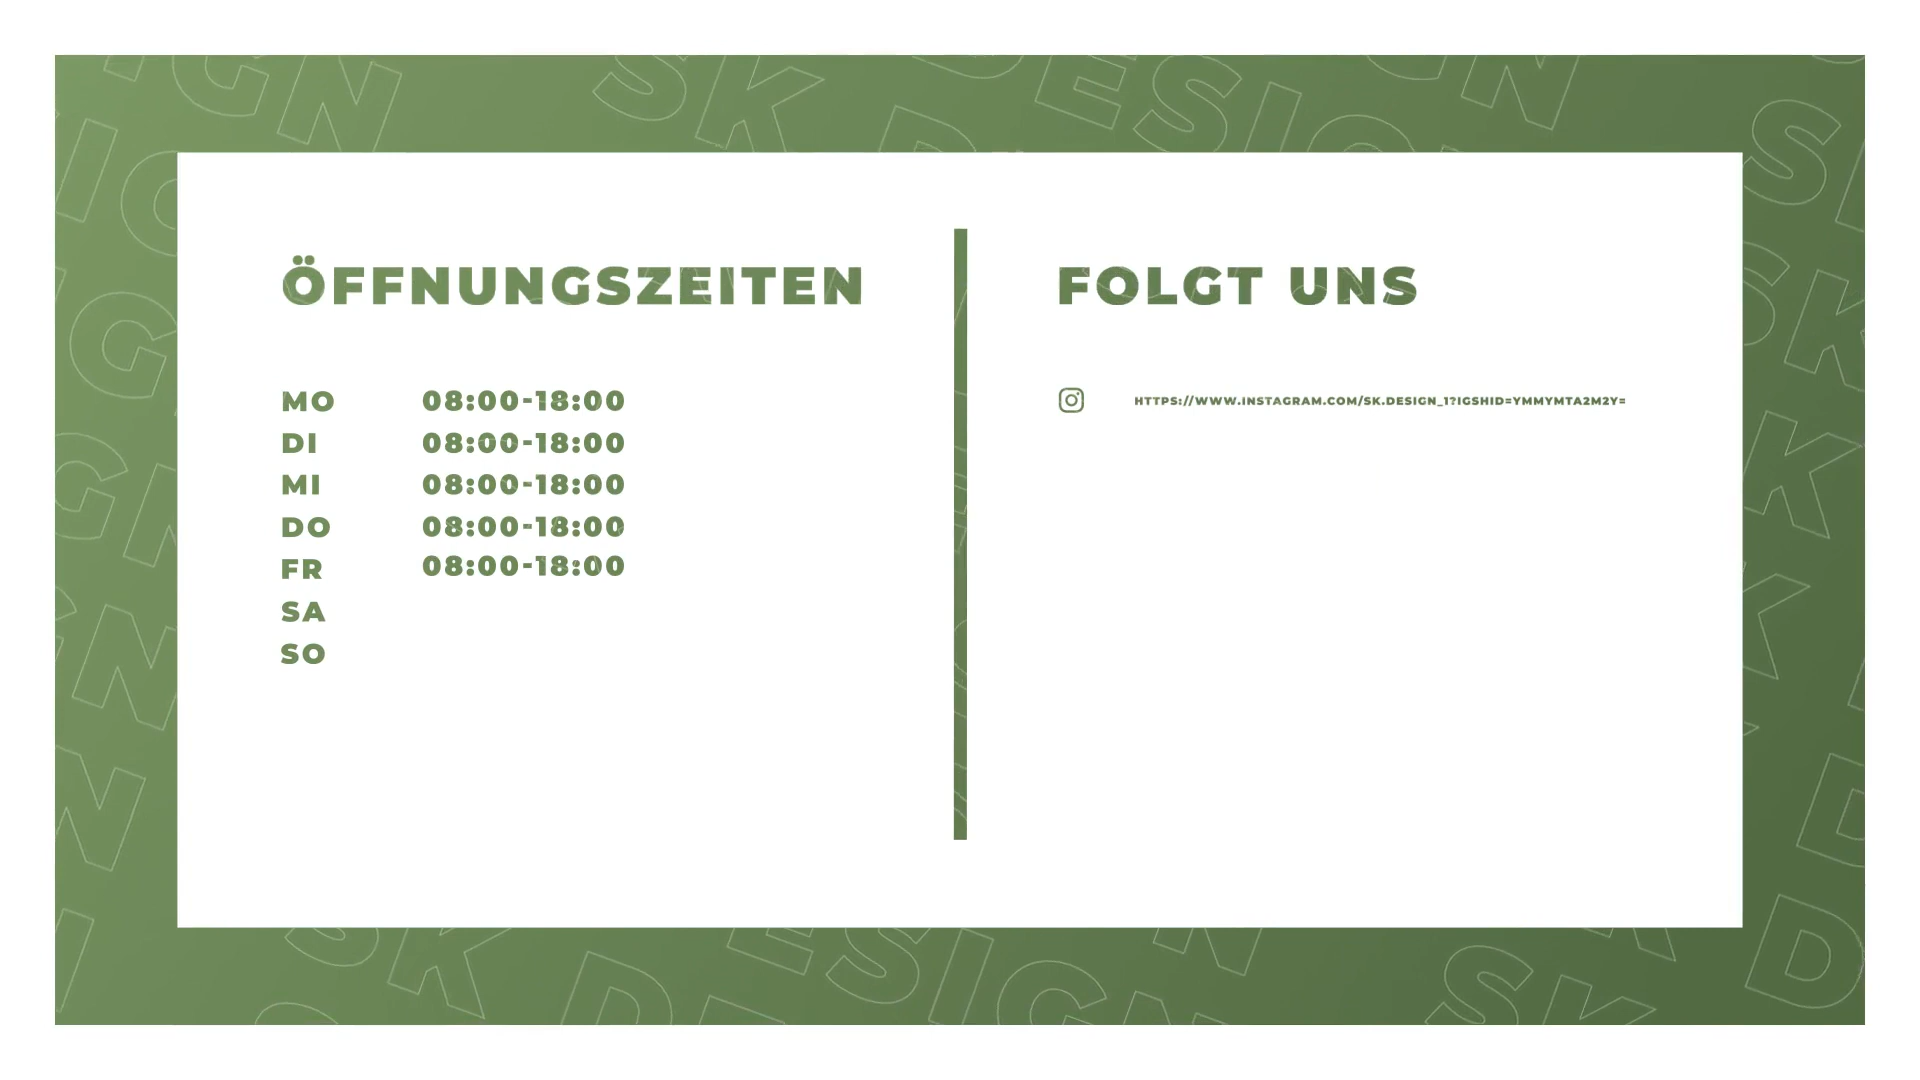 ÖFFNUNGSZEITEN
MO 08:00-18:00
DI 08:00-18:00
MI 08:00-18:00
DO 08:00-18:00
FR 08:00-18:00
SA
SO
FOLGT UNS
HTTPS://WWW.INSTAGRAM.COM/SK.DESIGN_1?IGSHID=YMMYMTA2M2Y=
SK DESIGN